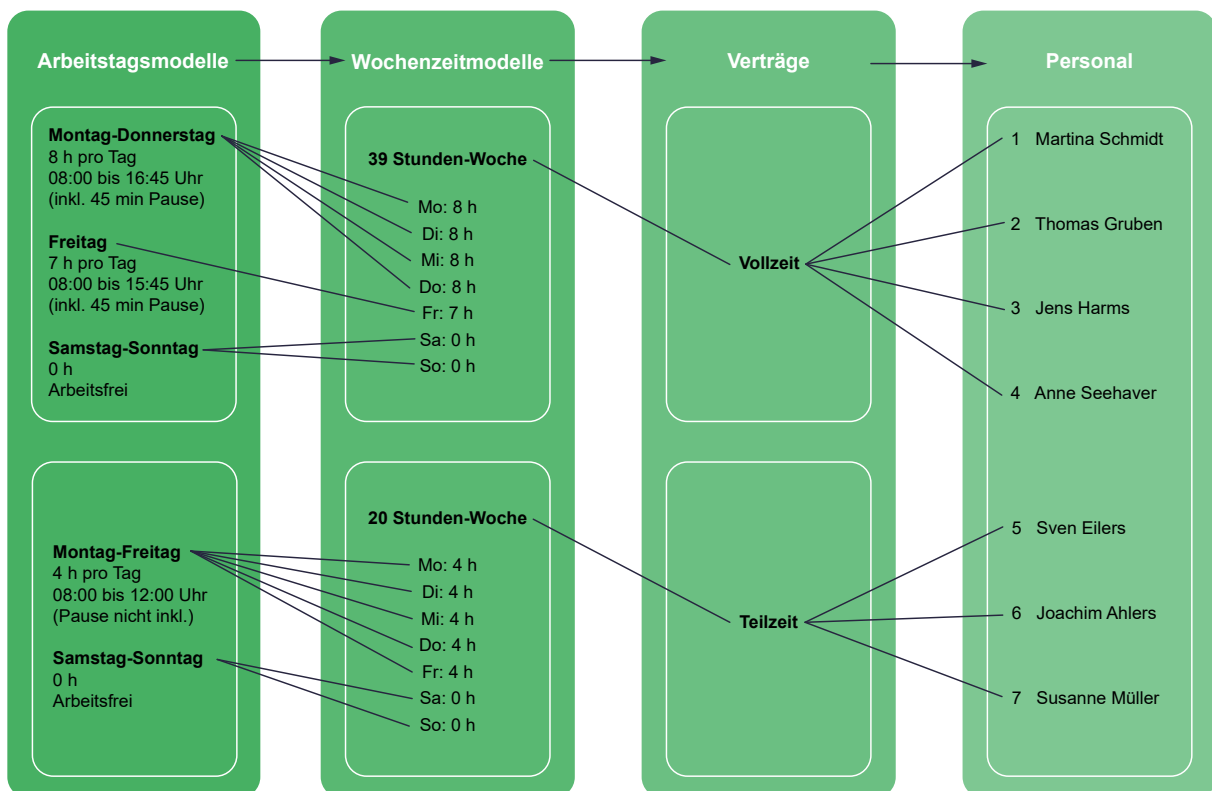 Arbeitstagsmodelle
Wochenzeitmodelle
Verträge
Personal
Montag-Donnerstag
8 h pro Tag
08:00 bis 16:45 Uhr
(inkl. 45 min Pause)
Freitag
7 h pro Tag
08:00 bis 15:45 Uhr
(inkl. 45 min Pause)
Samstag-Sonntag
0 h
Arbeitsfrei
39 Stunden-Woche
Mo: 8 h
Di: 8 h
Mi: 8 h
Do: 8 h
Fr: 7 h
Sa: 0 h
So: 0 h
Vollzeit
1 Martina Schmidt
2 Thomas Gruben
3 Jens Harms
4 Anne Seehaver
Montag-Freitag
4 h pro Tag
08:00 bis 12:00 Uhr
(Pause nicht inkl.)
Samstag-Sonntag
0 h
Arbeitsfrei
20 Stunden-Woche
Mo: 4 h
Di: 4 h
Mi: 4 h
Do: 4 h
Fr: 4 h
Sa: 0 h
So: 0 h
Teilzeit
5 Sven Eilers
6 Joachim Ahlers
7 Susanne Müller